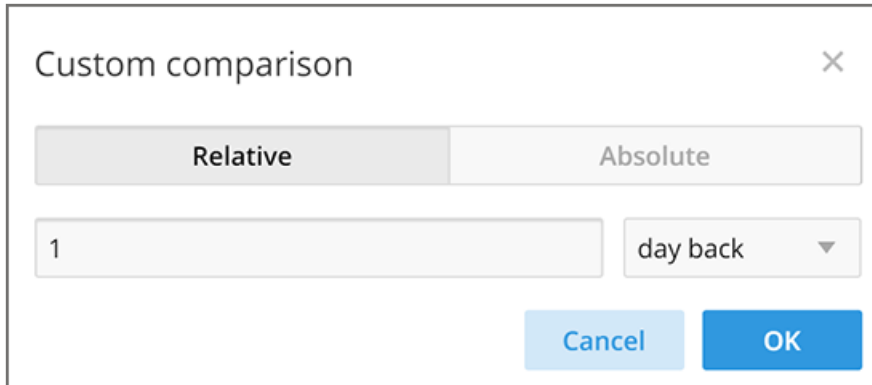 Custom comparison
Relative Absolute
1 day back
Cancel OK